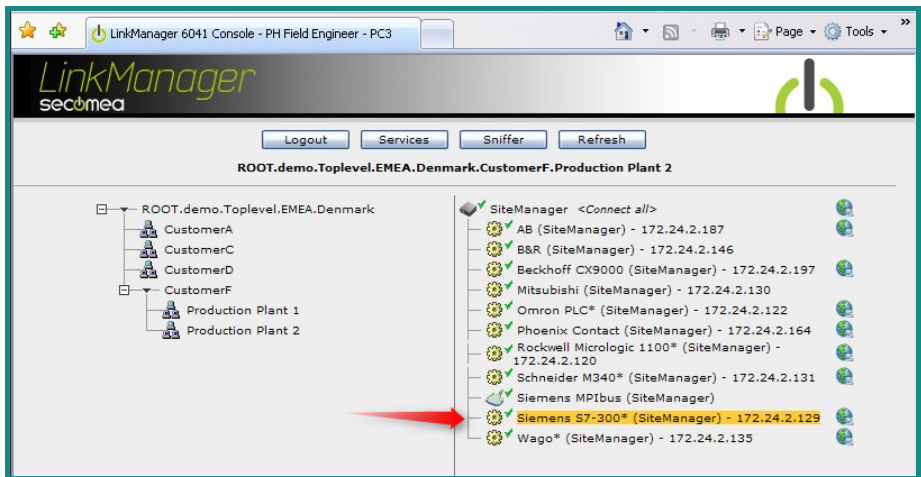 LinkManager 6041 Console - PH Field Engineer - PC3
Page
Tools
»
LinkManager
secomea
Logout
Services
Sniffer
Refresh
ROOT.demo.Toplevel.EMEA.Denmark.CustomerF.Production Plant 2
ROOT.demo.Toplevel.EMEA.Denmark
CustomerA
CustomerC
CustomerD
CustomerF
Production Plant 1
Production Plant 2
SiteManager <Connect all>
AB (SiteManager) - 172.24.2.187
B&R (SiteManager) - 172.24.2.146
Beckhoff CX9000 (SiteManager) - 172.24.2.197
Mitsubishi (SiteManager) - 172.24.2.130
Omron PLC* (SiteManager) - 172.24.2.122
Phoenix Contact (SiteManager) - 172.24.2.164
Rockwell Micrologic 1100* (SiteManager) -
172.24.2.120
Schneider M340* (SiteManager) - 172.24.2.131
Siemens MPIbus (SiteManager)
Siemens S7-300* (SiteManager) - 172.24.2.129
Wago* (SiteManager) - 172.24.2.135